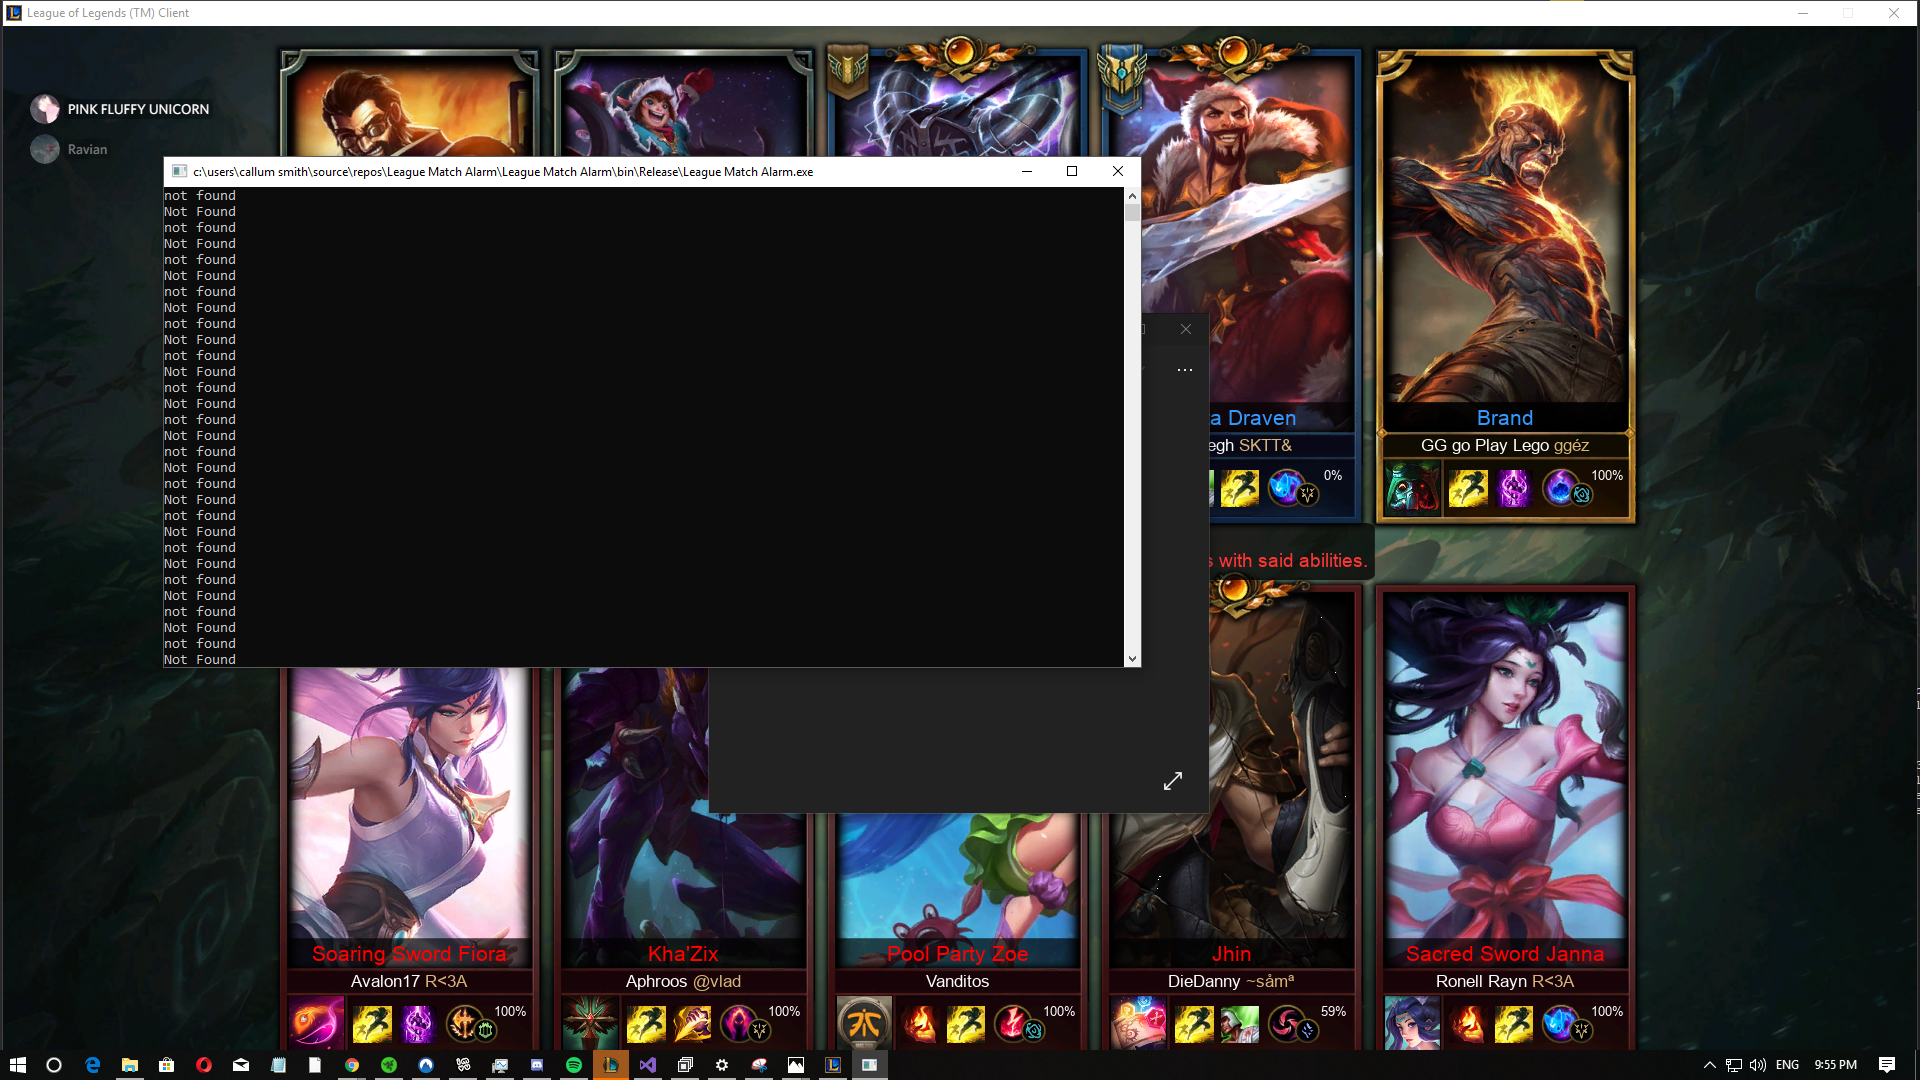 League of Legends (TM) Client
PINK FLUFFY UNICORN
Ravian
c:\users\callum smith\source\repos\League Match Alarm\League Match Alarm\bin\Release\League Match Alarm.exe
not found
Not Found
not found
Not Found
not found
Not Found
not found
Not Found
not found
Not Found
not found
Not Found
not found
Not Found
not found
Not Found
not found
Not Found
not found
Not Found
not found
Not Found
not found
Not Found
not found
Not Found
not found
Not Found
not found
Not Found
a Draven
egh SKTT&
0%
Brand
GG go Play Lego ggéz
100%
s with said abilities.
Soaring Sword Fiora
Avalon17 R<3A
100%
Kha'Zix
Aphroos @vlad
100%
Pool Party Zoe
Vanditos
100%
Jhin
DieDanny ~såmª
59%
Sacred Sword Janna
Ronell Rayn R<3A
100%
ENG
9:55 PM